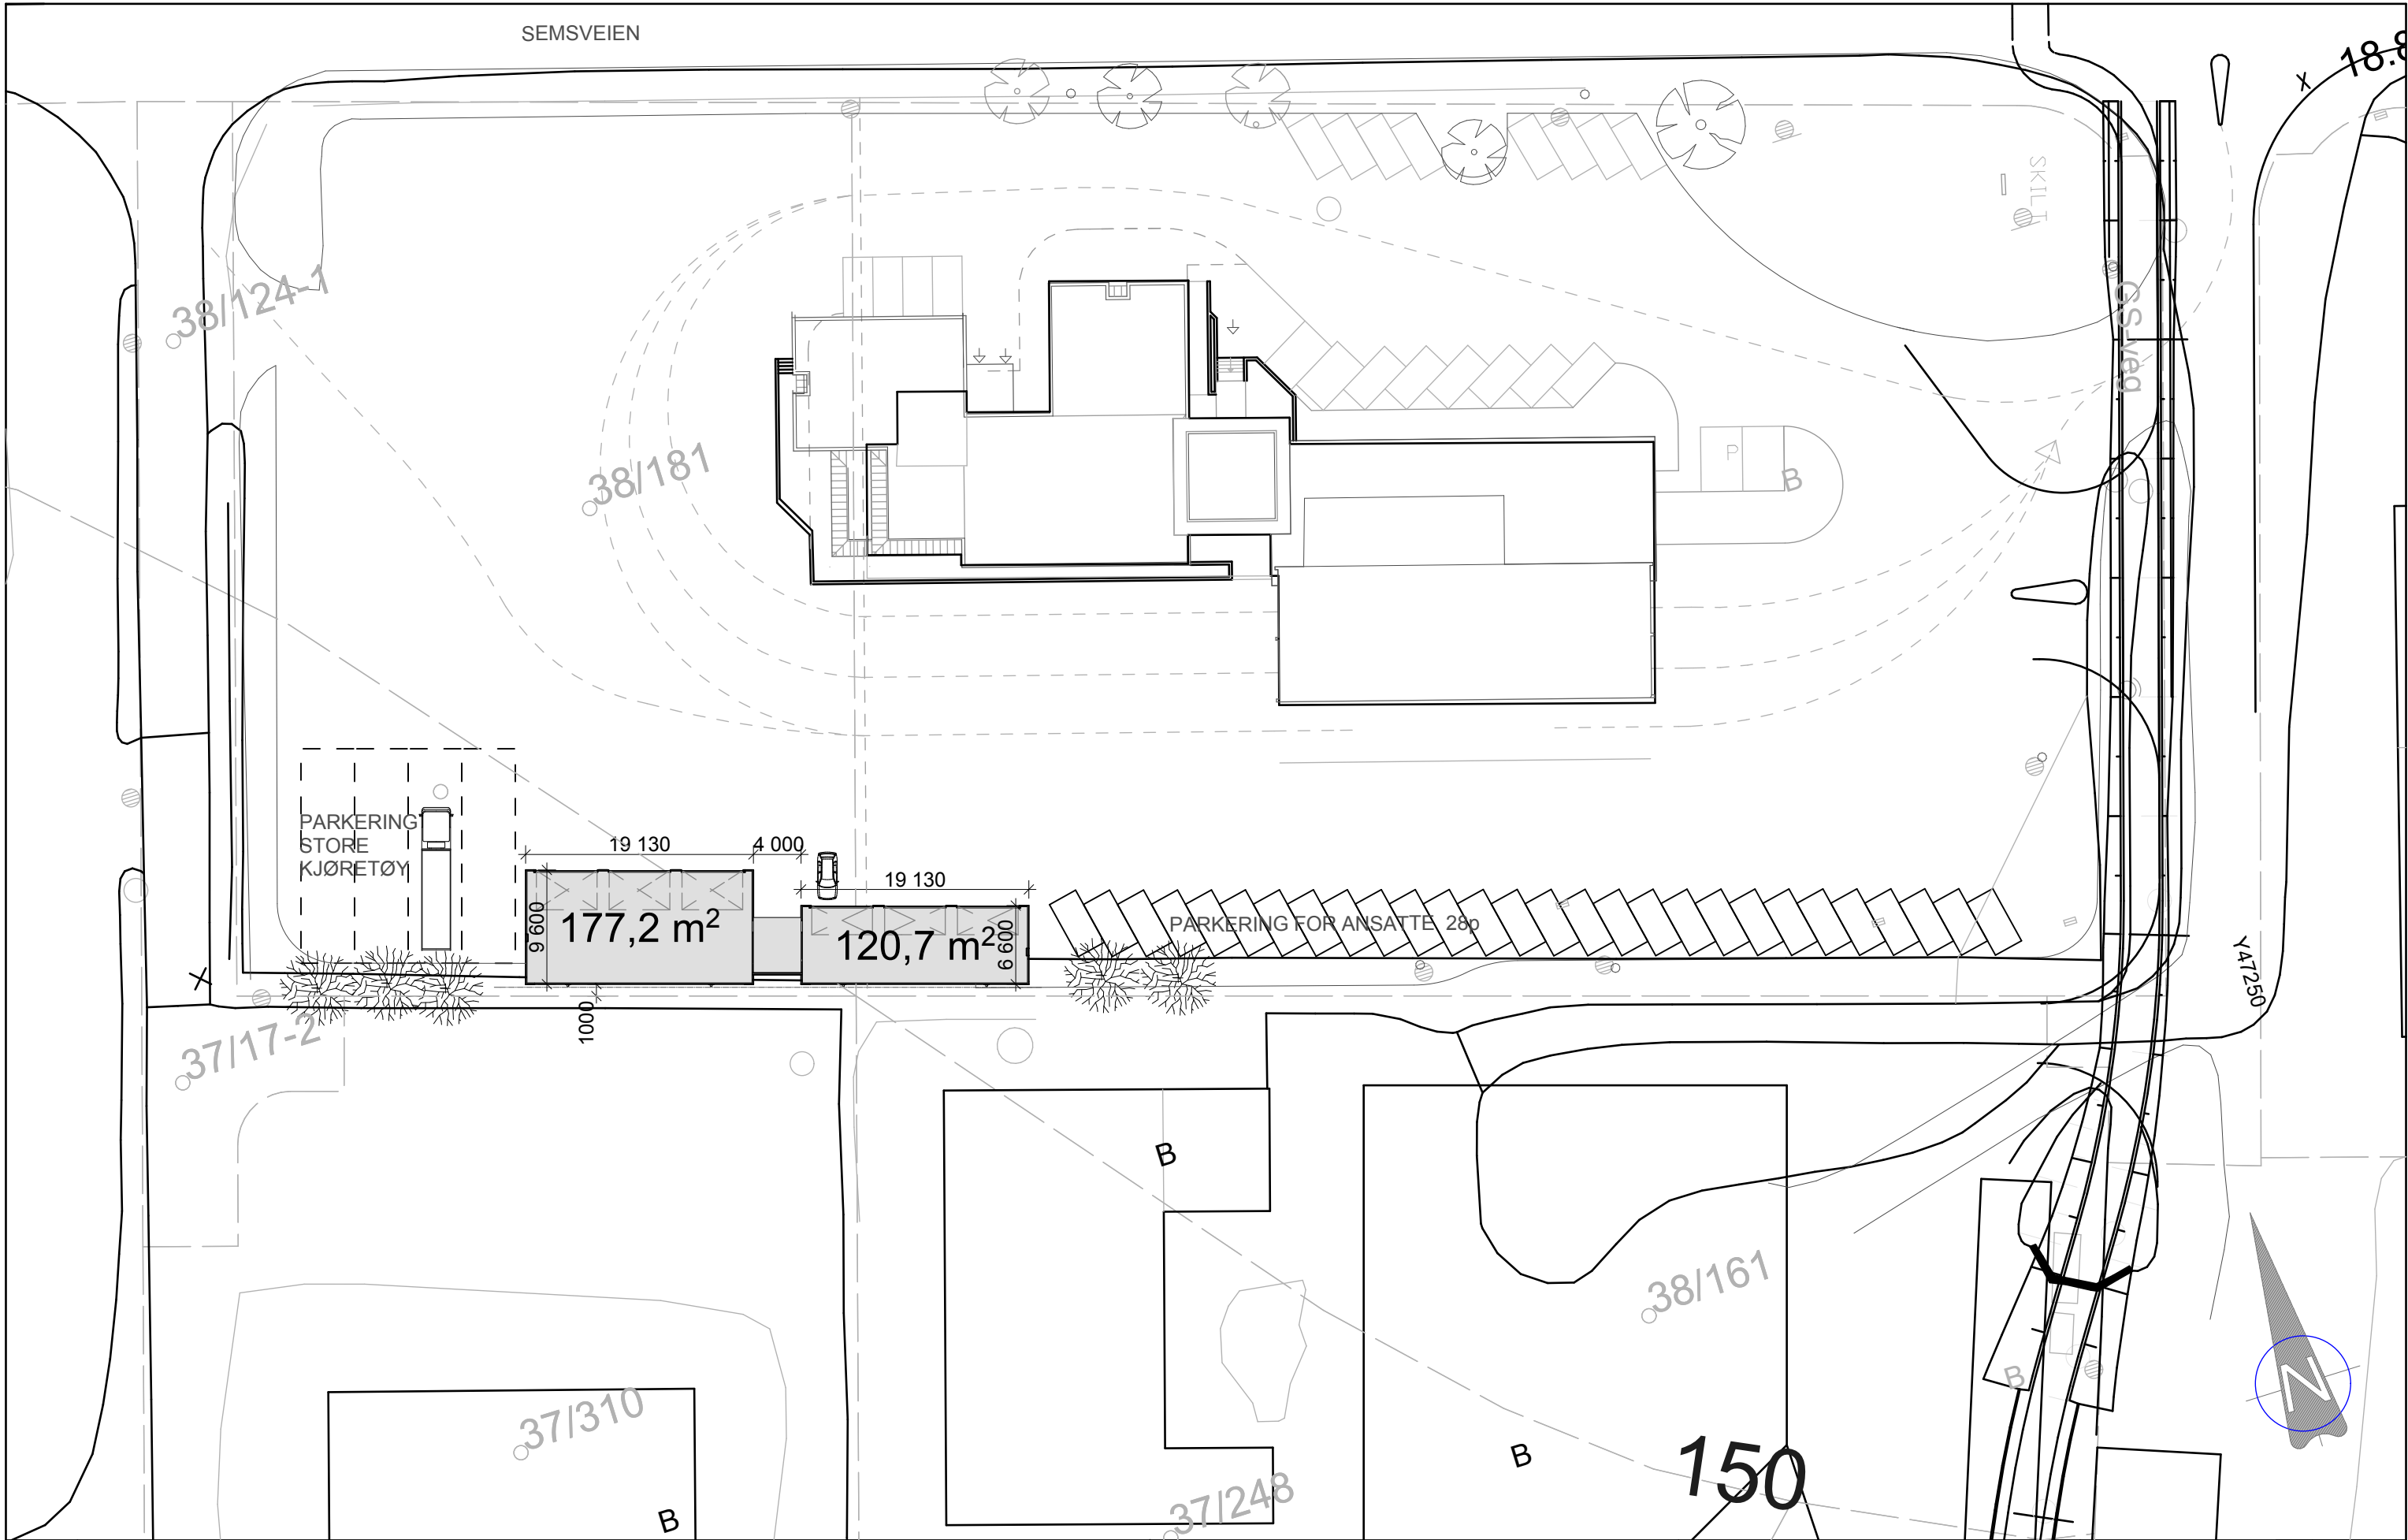 SEMSVEIEN
18.8
X
SKILT
GS-veg
38/124-1
38/181
P
B
PARKERING
STORE
KJØRETØY
19 130
4 000
19 130
9 600
177,2 m²
120,7 m²
6 600
PARKERING FOR ANSATTE 28p
X
1000
Y47250
37/17-2
B
38/161
N
B
37/310
B
37/248
B
150